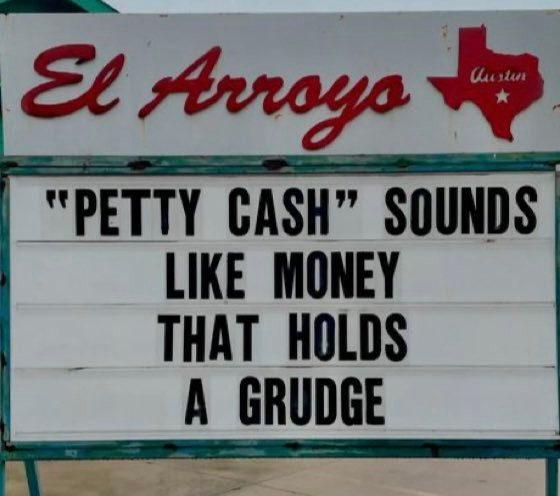 El Arroyo
Austin
"PETTY CASH" SOUNDS
LIKE MONEY
THAT HOLDS
A GRUDGE